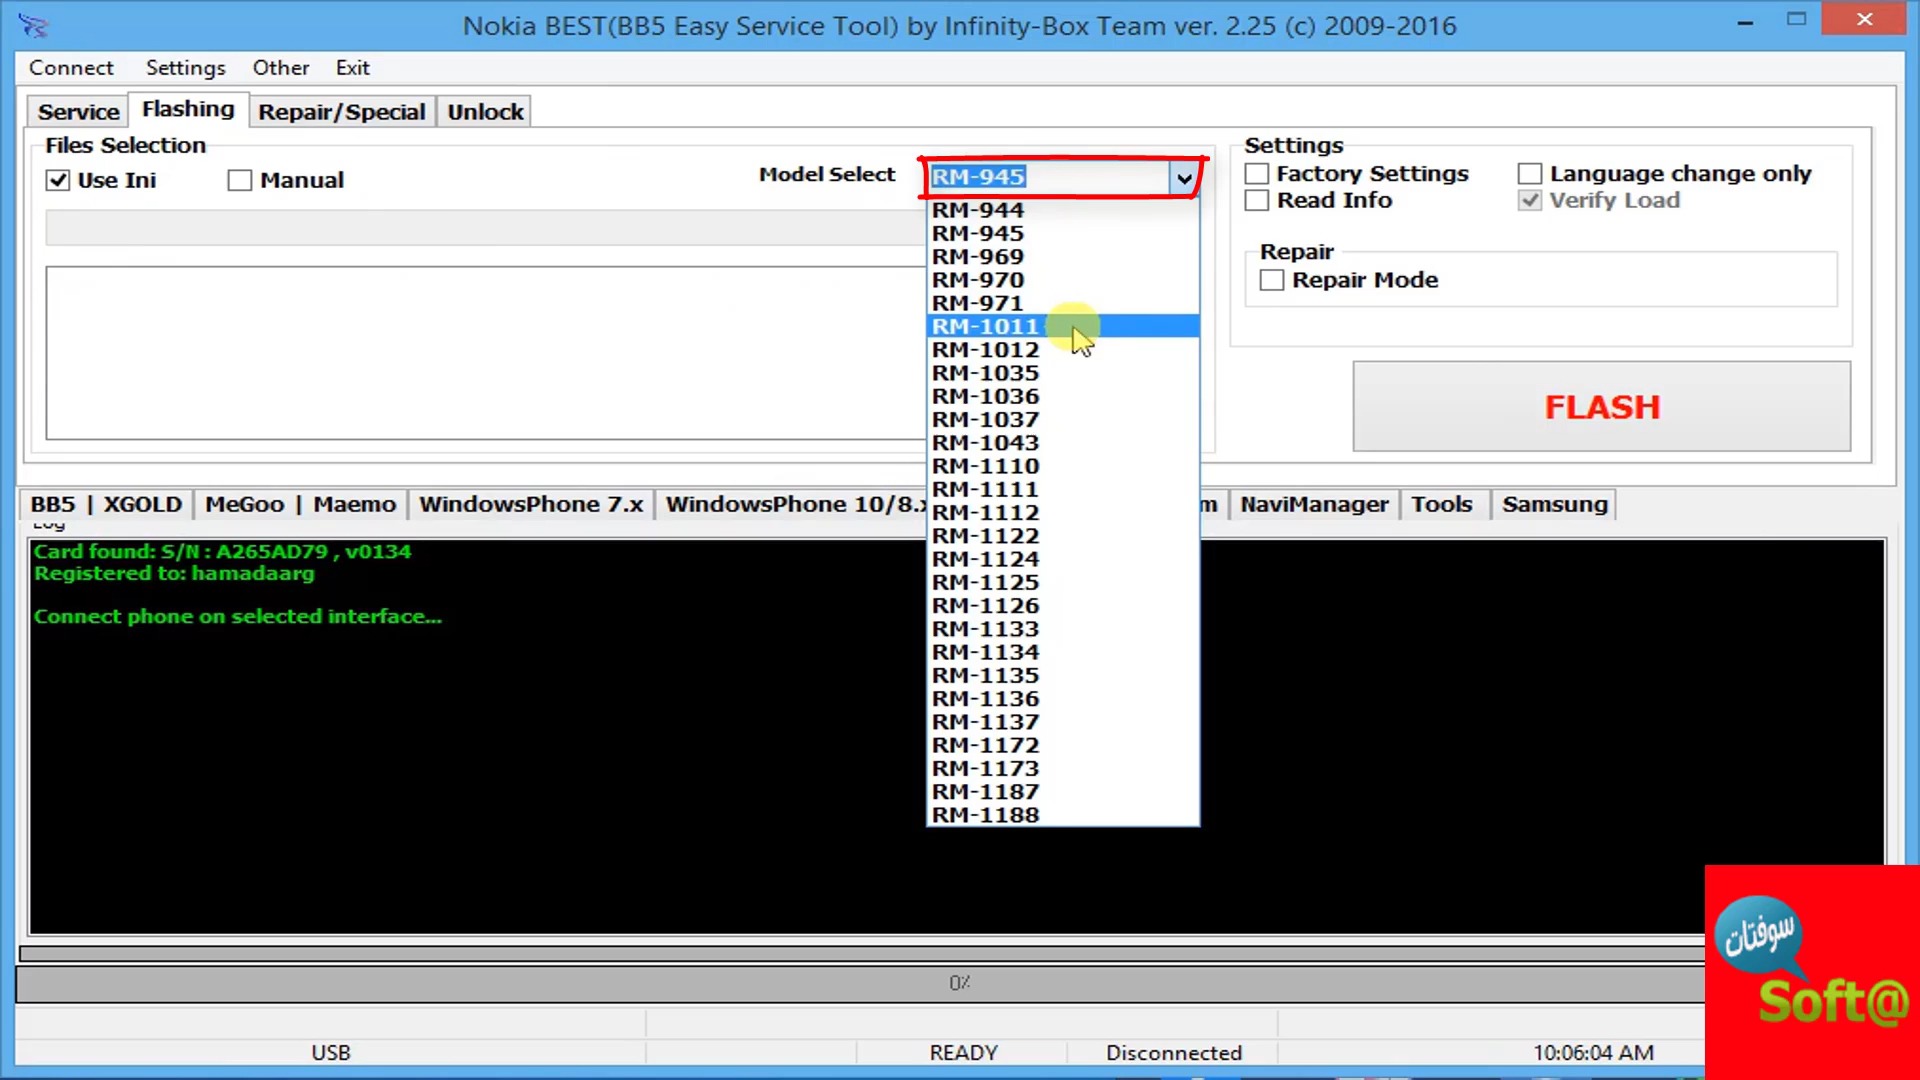 Nokia BEST(BB5 Easy Service Tool) by Infinity-Box Team ver. 2.25 (c) 2009-2016
Connect Settings Other Exit
Service Flashing Repair/Special Unlock
Files Selection
Use Ini Manual
Model Select RM-945
RM-944
RM-945
RM-969
RM-970
RM-971
RM-1011
RM-1012
RM-1035
RM-1036
RM-1037
RM-1043
RM-1110
RM-1111
RM-1112
RM-1122
RM-1124
RM-1125
RM-1126
RM-1133
RM-1134
RM-1135
RM-1136
RM-1137
RM-1172
RM-1173
RM-1187
RM-1188
Settings
Factory Settings Language change only
Read Info Verify Load
Repair
Repair Mode
FLASH
BB5 | XGOLD MeGoo | Maemo WindowsPhone 7.x WindowsPhone 10/8.x NaviManager Tools Samsung
Log
Card found: S/N : A265AD79 , v0134
Registered to: hamadaarg
Connect phone on selected interface...
0%
USB READY Disconnected 10:06:04 AM
سوفتات
Soft@